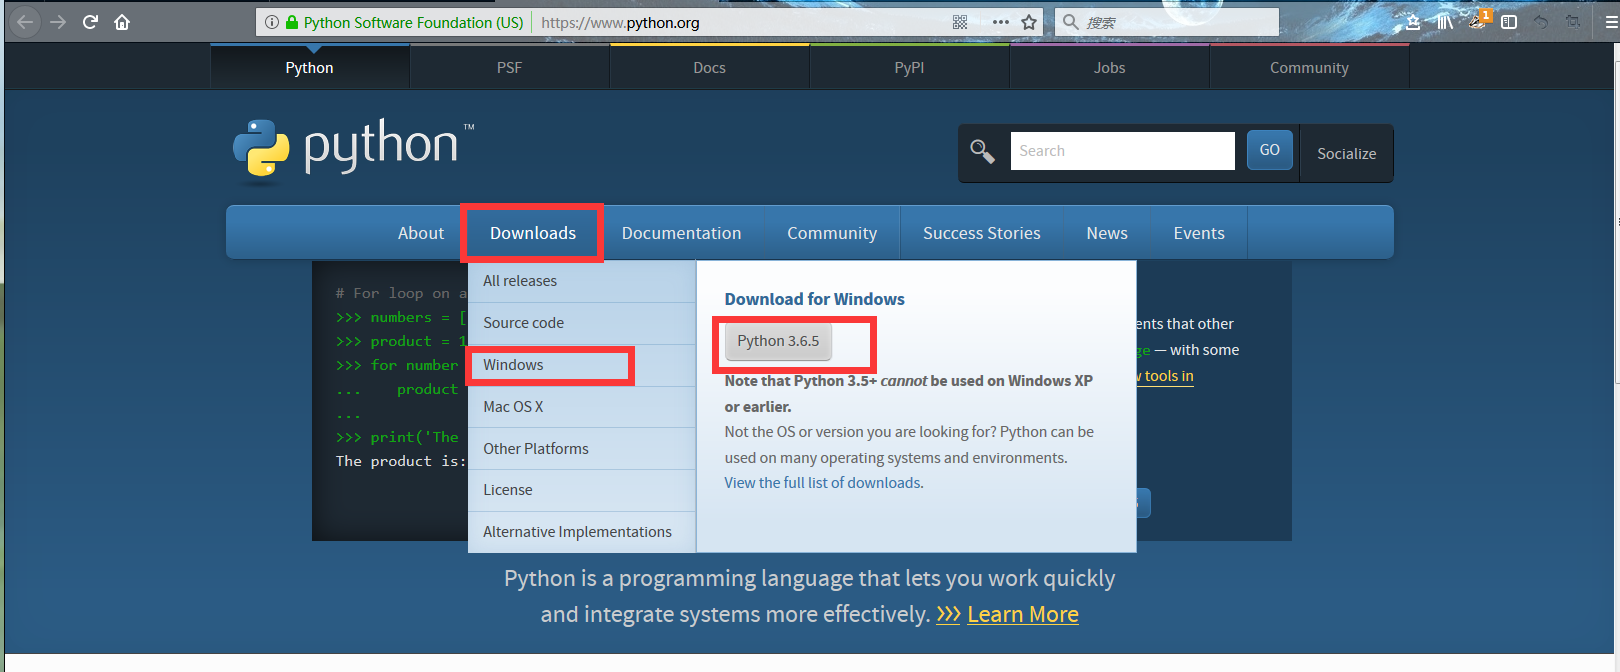 Python Software Foundation (US) https://www.python.org 搜索 1
Python PSF Docs PyPI Jobs Community
python™
Search GO Socialize
About Downloads Documentation Community Success Stories News Events
# For loop on a
>>> numbers = [
>>> product = 1
>>> for number
... product
...
>>> print('The
The product is:
All releases
Source code
Windows
Mac OS X
Other Platforms
License
Alternative Implementations
Download for Windows
Python 3.6.5
Note that Python 3.5+ cannot be used on Windows XP
or earlier.
Not the OS or version you are looking for? Python can be
used on many operating systems and environments.
View the full list of downloads.
ents that other
ge — with some
tools in
Python is a programming language that lets you work quickly
and integrate systems more effectively. >>> Learn More